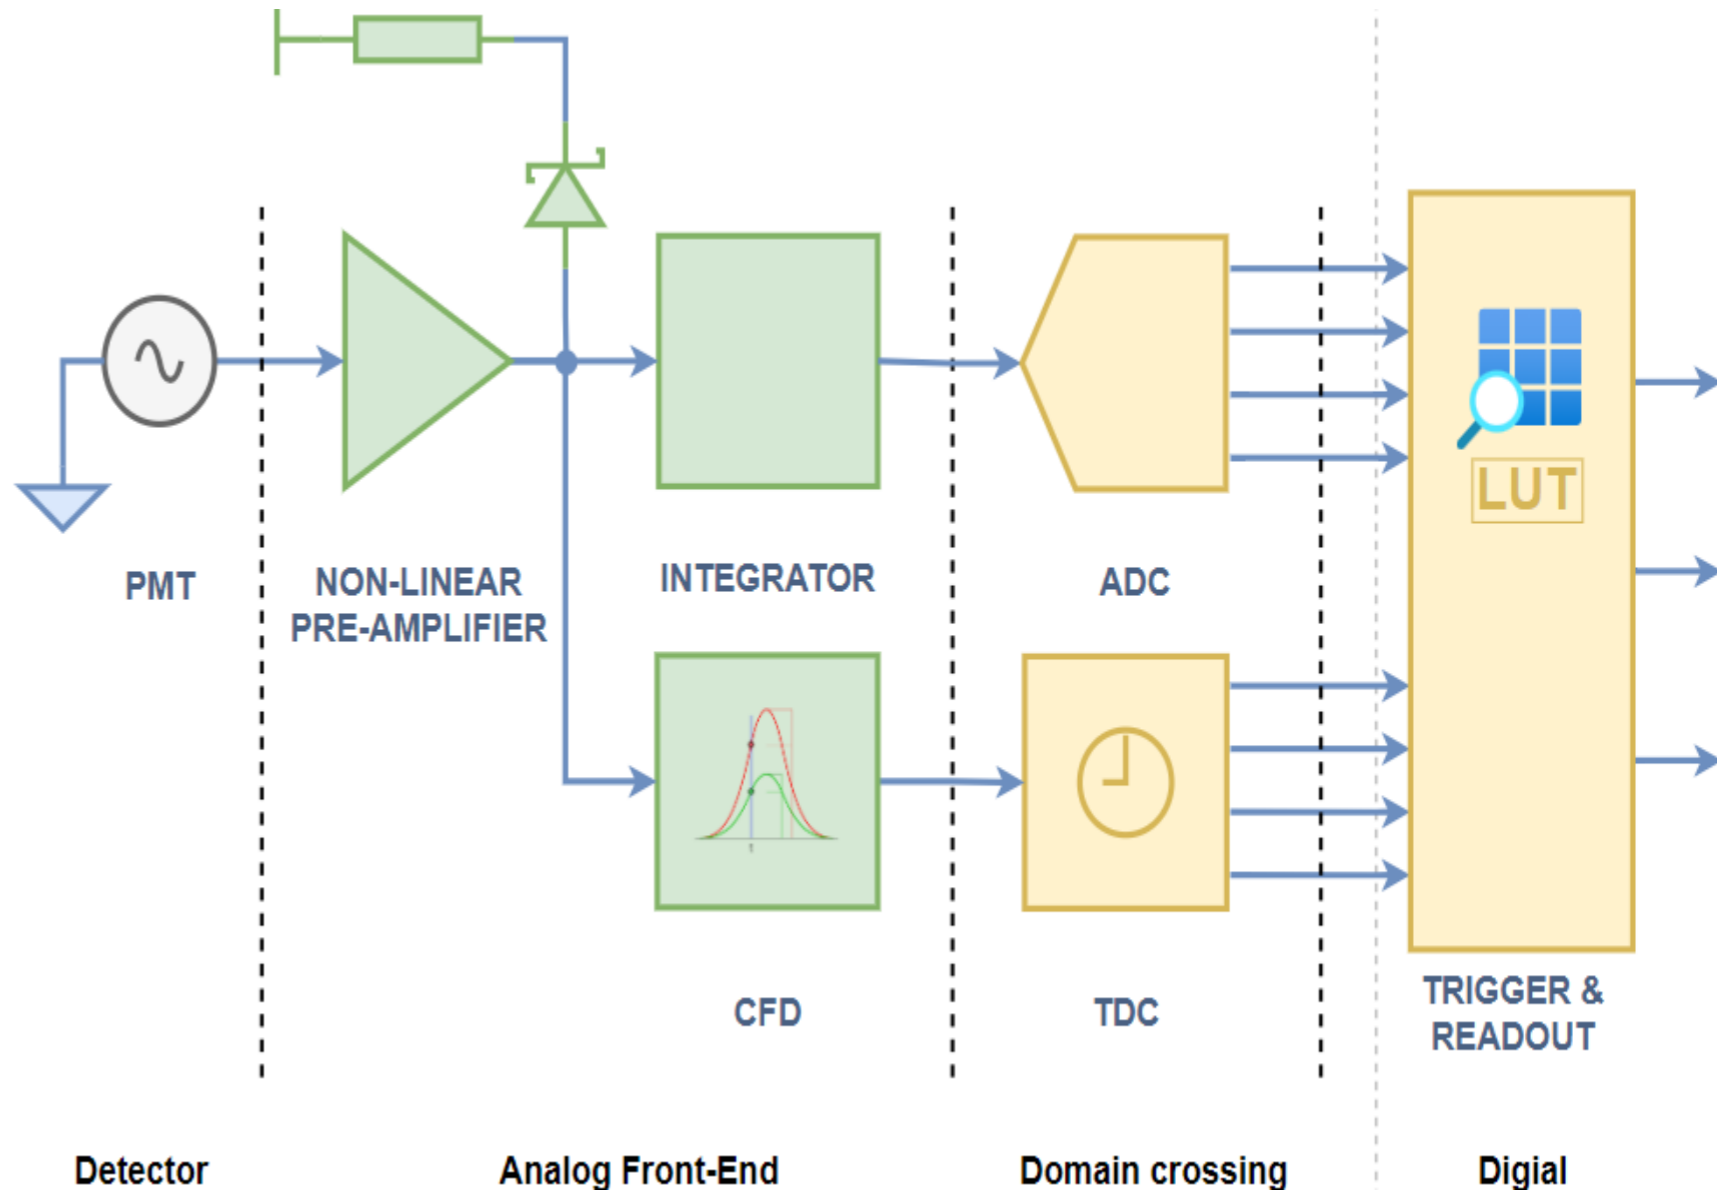 LUT
PMT
NON-LINEAR
PRE-AMPLIFIER
INTEGRATOR
ADC
t
CFD
TDC
TRIGGER &
READOUT
Detector
Analog Front-End
Domain crossing
Digial